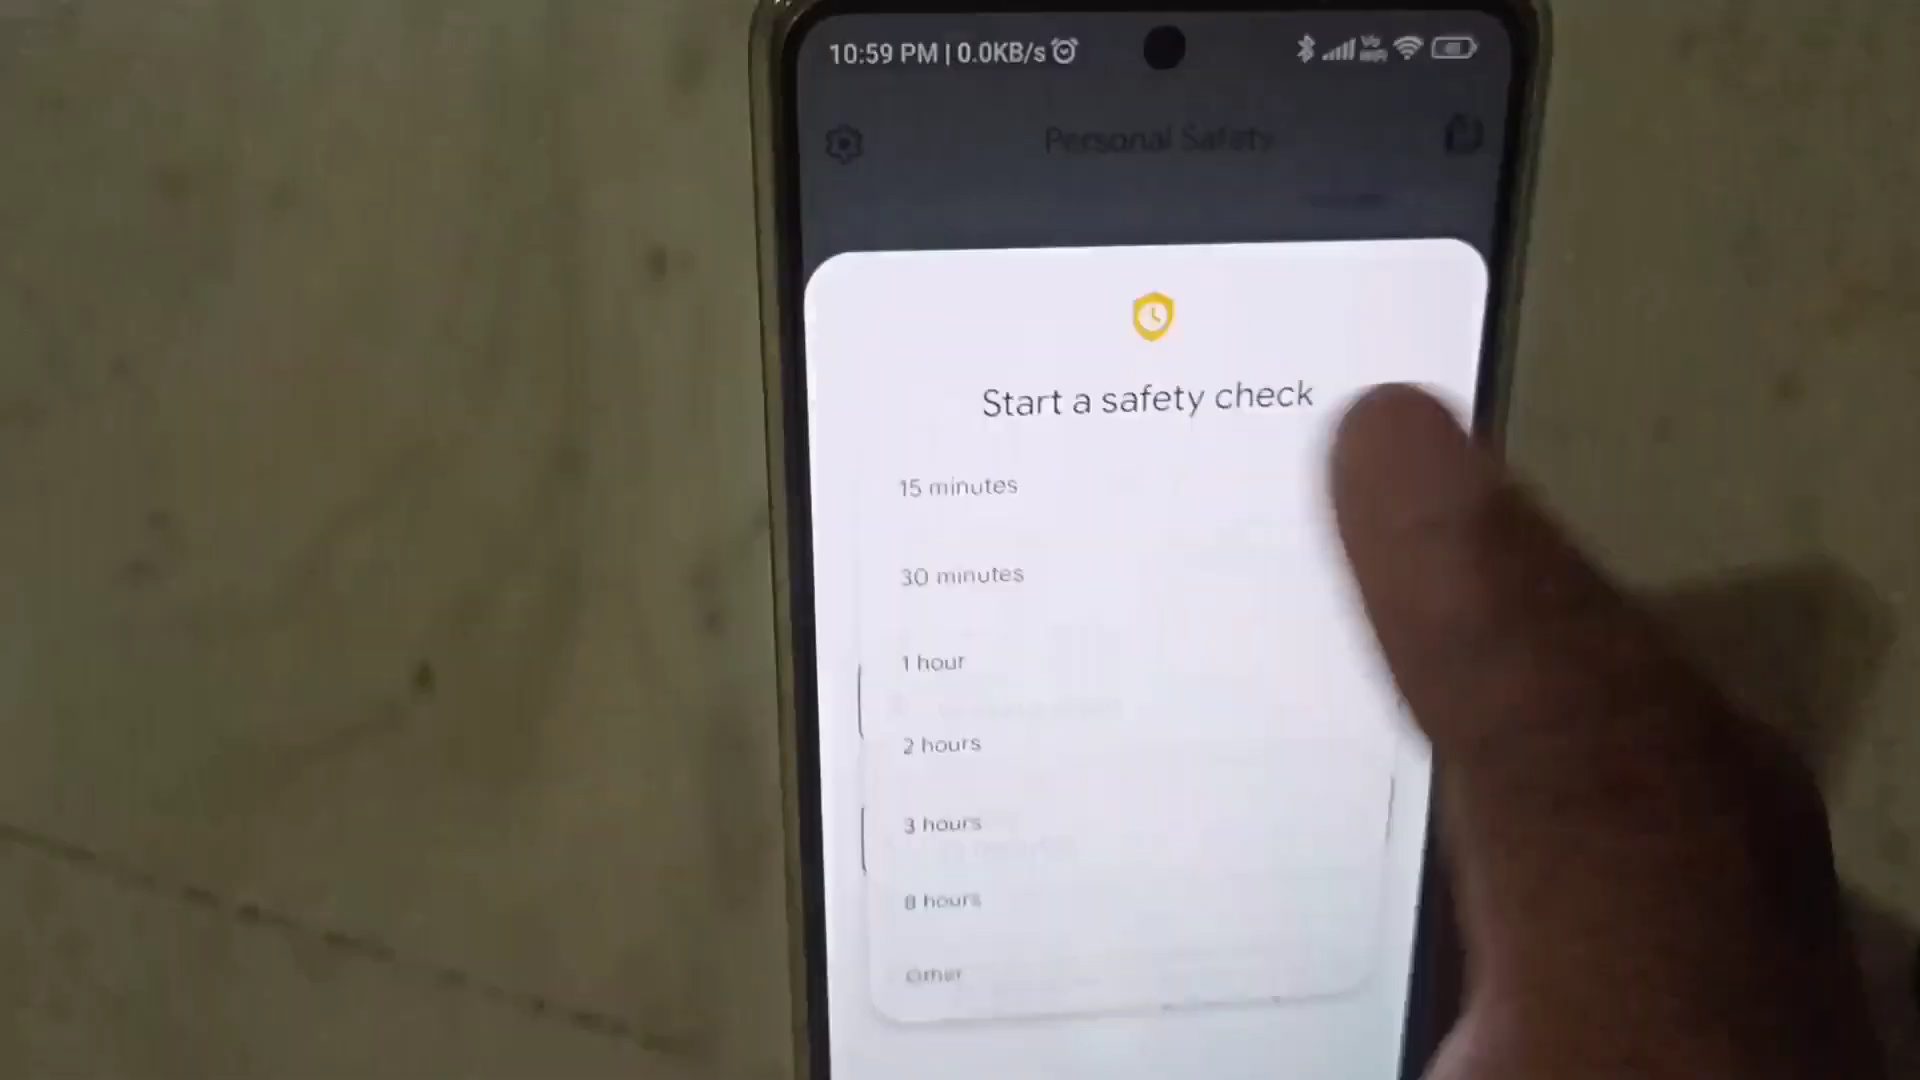 10:59 PM | 0.0KB/s
Personal Safety
Start a safety check
15 minutes
30 minutes
1 hour
2 hours
3 hours
8 hours
Other